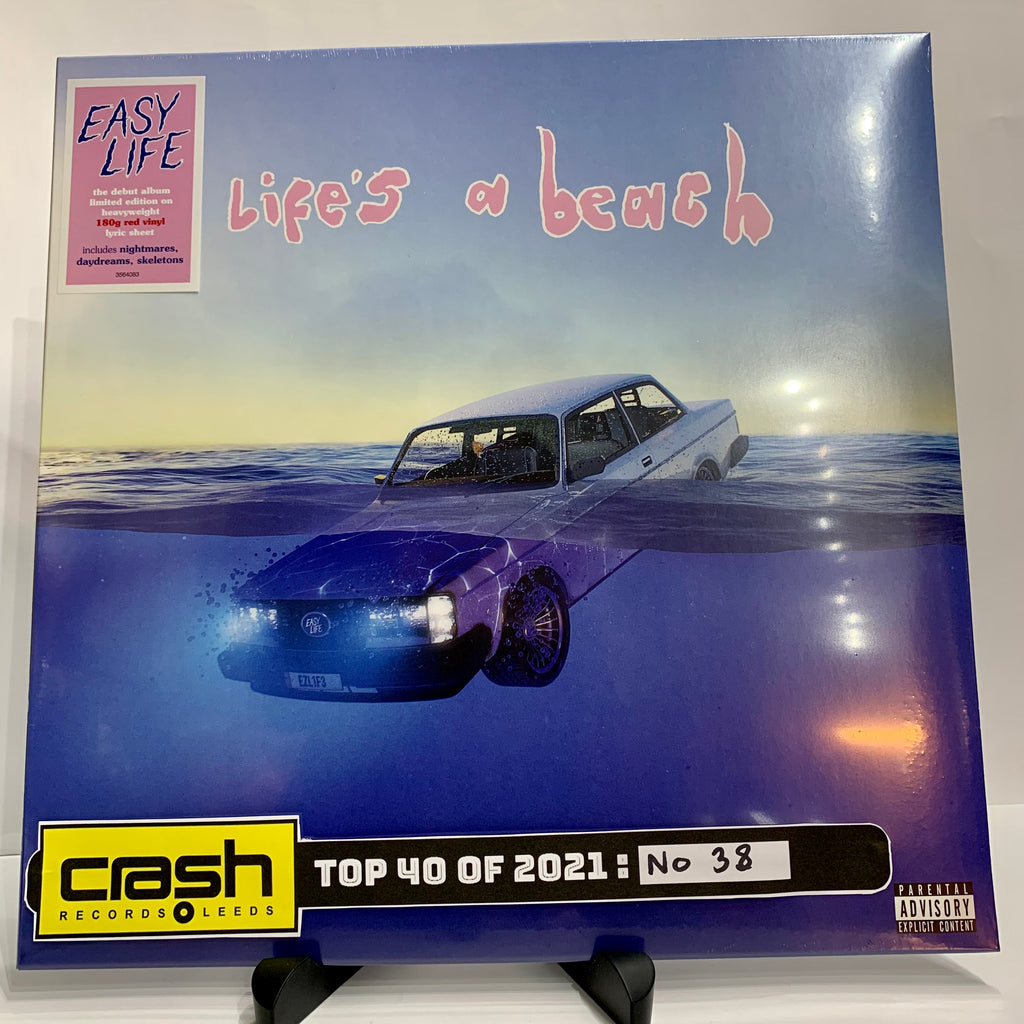 EASY
LIFE
the debut album
limited edition on
heavyweight
180g red vinyl
lyric sheet
includes nightmares,
daydreams, skeletons
3564083
Life's a beach
EASY
LIFE
EZL1F3
crash
RECORDS LEEDS
TOP 40 OF 2021: No 38
PARENTAL
ADVISORY
EXPLICIT CONTENT